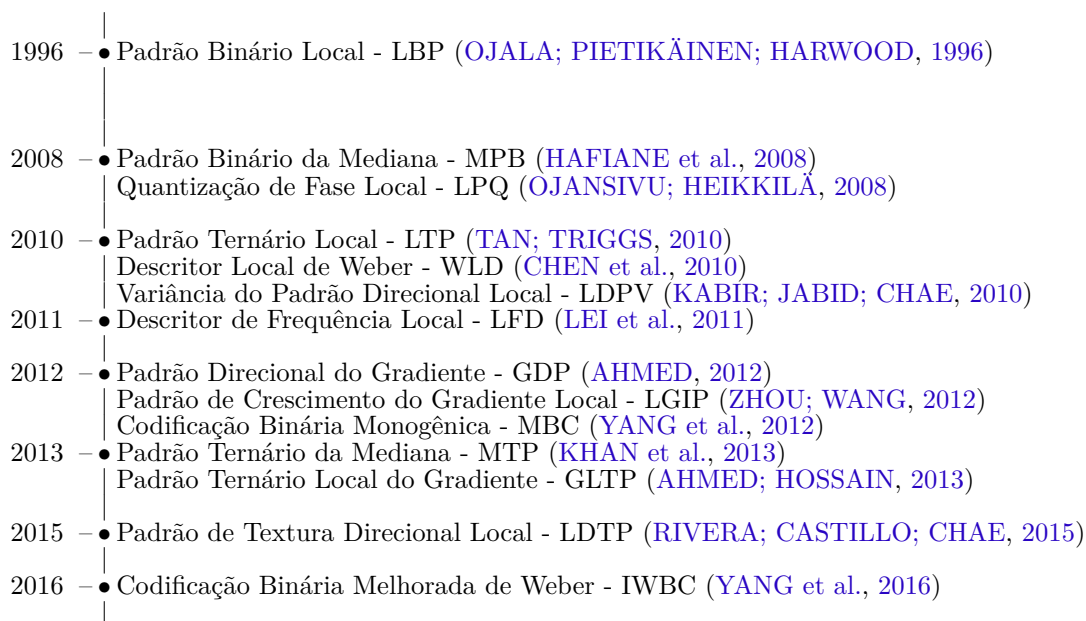 1996 – • Padrão Binário Local - LBP (OJALA; PIETIKÄINEN; HARWOOD, 1996)
2008 – • Padrão Binário da Mediana - MPB (HAFIANE et al., 2008)
Quantização de Fase Local - LPQ (OJANSIVU; HEIKKILÄ, 2008)
2010 – • Padrão Ternário Local - LTP (TAN; TRIGGS, 2010)
Descritor Local de Weber - WLD (CHEN et al., 2010)
Variância do Padrão Direcional Local - LDPV (KABIR; JABID; CHAE, 2010)
2011 – • Descritor de Frequência Local - LFD (LEI et al., 2011)
2012 – • Padrão Direcional do Gradiente - GDP (AHMED, 2012)
Padrão de Crescimento do Gradiente Local - LGIP (ZHOU; WANG, 2012)
Codificação Binária Monogênica - MBC (YANG et al., 2012)
2013 – • Padrão Ternário da Mediana - MTP (KHAN et al., 2013)
Padrão Ternário Local do Gradiente - GLTP (AHMED; HOSSAIN, 2013)
2015 – • Padrão de Textura Direcional Local - LDTP (RIVERA; CASTILLO; CHAE, 2015)
2016 – • Codificação Binária Melhorada de Weber - IWBC (YANG et al., 2016)